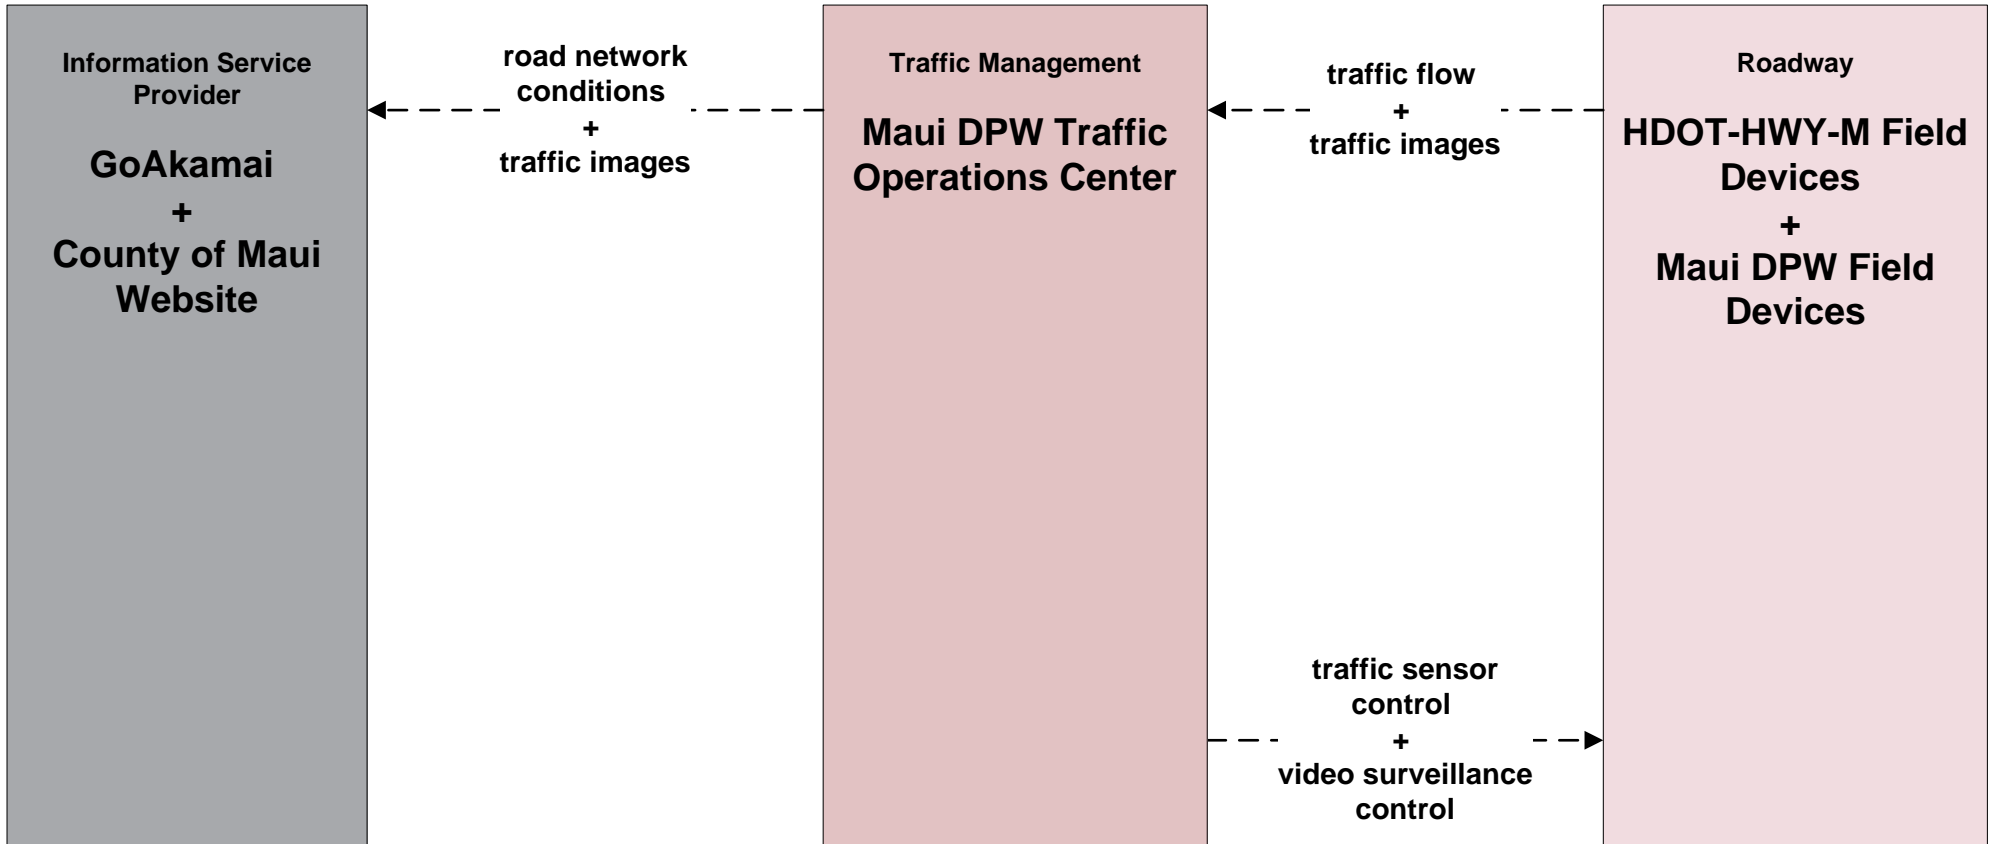 Information Service
Provider
GoAkamai
+
County of Maui
Website
road network
conditions
+
traffic images
Traffic Management
Maui DPW Traffic
Operations Center
traffic flow
+
traffic images
Roadway
HDOT-HWY-M Field
Devices
+
Maui DPW Field
Devices
traffic sensor
control
+
video surveillance
control